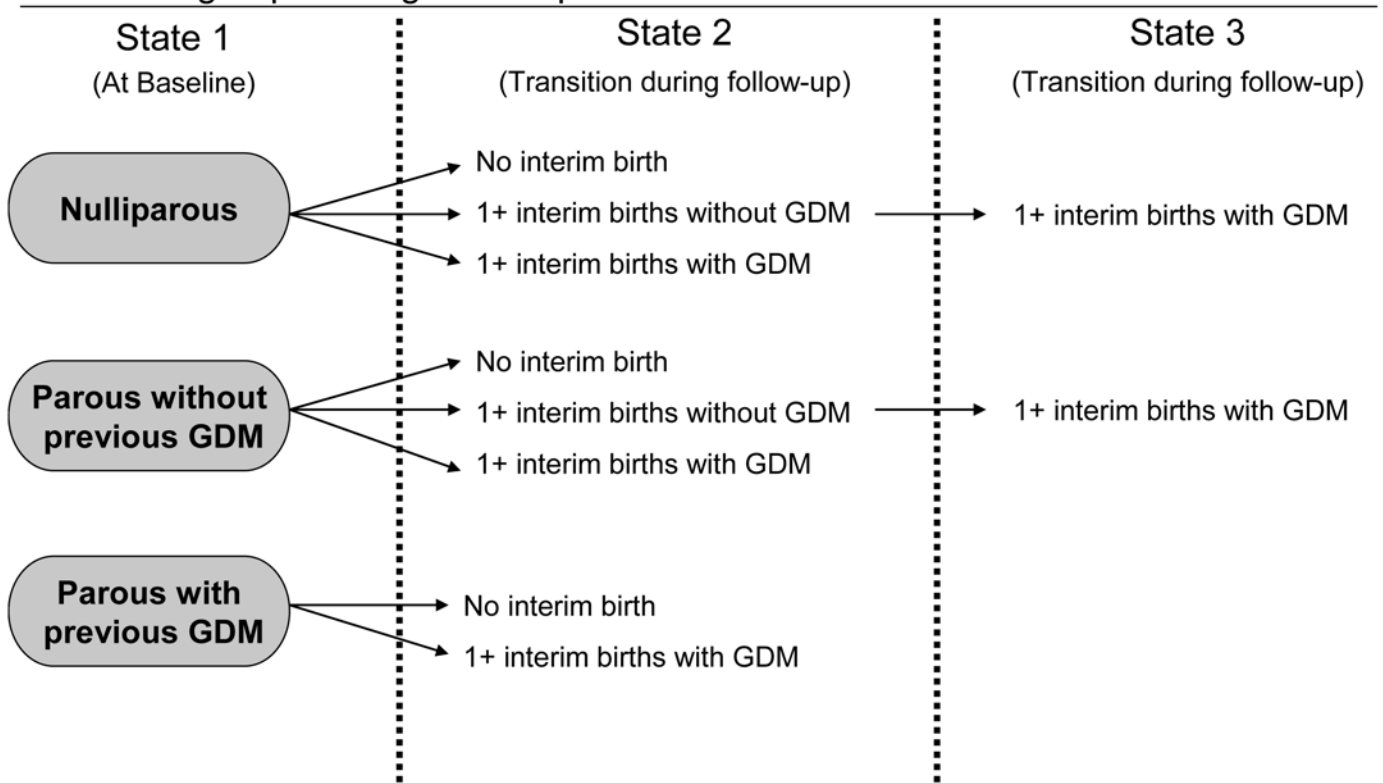 State 1
(At Baseline)
State 2
(Transition during follow-up)
State 3
(Transition during follow-up)
Nulliparous
No interim birth
1+ interim births without GDM
1+ interim births with GDM
1+ interim births with GDM
Parous without
previous GDM
No interim birth
1+ interim births without GDM
1+ interim births with GDM
1+ interim births with GDM
Parous with
previous GDM
No interim birth
1+ interim births with GDM